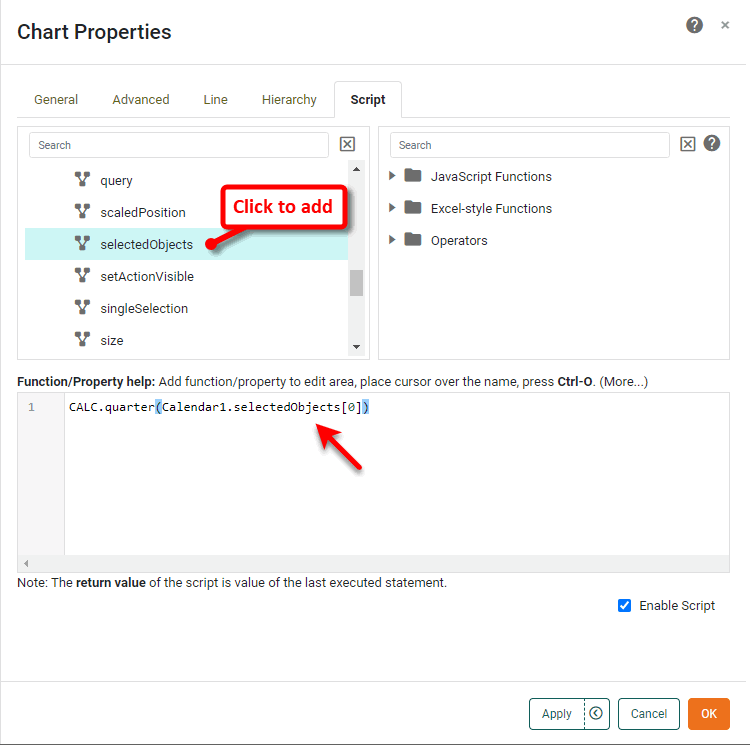 Chart Properties
General Advanced Line Hierarchy Script
Search
query
scaledPosition
selectedObjects
setActionVisible
singleSelection
size
Click to add
Search
JavaScript Functions
Excel-style Functions
Operators
Function/Property help: Add function/property to edit area, place cursor over the name, press Ctrl-O. (More...)
1 CALC.quarter(Calendar1.selectedObjects[0])
Note: The return value of the script is value of the last executed statement.
Enable Script
Apply Cancel OK